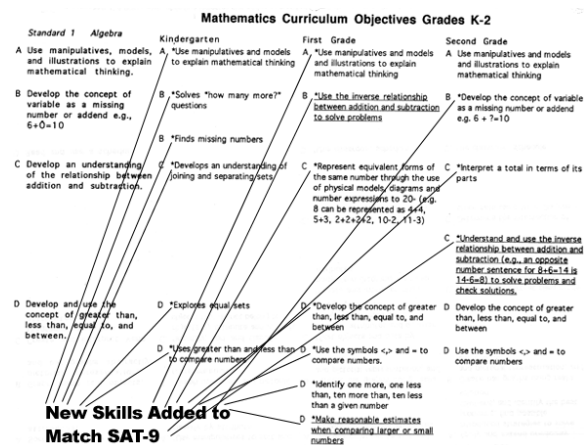 Mathematics Curriculum Objectives Grades K-2
Standard 1 Algebra
A Use manipulatives, models,
and illustrations to explain
mathematical thinking.
B Develop the concept of
variable as a missing
number or addend e.g.,
6+0=10
C Develop an understanding
of the relationship between
addition and subtraction.
D Develop and use the
concept of greater than,
less than, equal to, and
between.
Kindergarten
A *Use manipulatives and models
to explain mathematical thinking
B *Solves "how many more?"
questions
B *Finds missing numbers
C *Develops an understanding of
joining and separating sets
D *Explores equal sets
D *Uses greater than and less than
to compare numbers
First Grade
A *Use manipulatives and models
and illustrations to explain
mathematical thinking
B *Use the inverse relationship
between addition and subtraction
to solve problems
C *Represent equivalent forms of
the same number through the use
of physical models, diagrams and
number expressions to 20- (e.g.
8 can be represented as 4+4,
5+3, 2+2+2+2, 10-2, 11-3)
D *Develop the concept of greater
than, less than, equal to, and
between
D *Use the symbols <,> and = to
compare numbers.
D *Identify one more, one less
than, ten more than, ten less
than a given number
D *Make reasonable estimates
when comparing larger or small
numbers
Second Grade
A Use manipulatives and models
and illustrations to explain
mathematical thinking
B *Develop the concept of variable
as a missing number or addend
e.g. 6 + ?=10
C *Interpret a total in terms of its
parts
C *Understand and use the inverse
relationship between addition and
subtraction (e.g., an opposite
number sentence for 8+6=14 is
14-6=8) to solve problems and
check solutions.
D Develop the concept of greater
than, less than, equal to, and
between
D Use the symbols <,> and = to
compare numbers
New Skills Added to
Match SAT-9